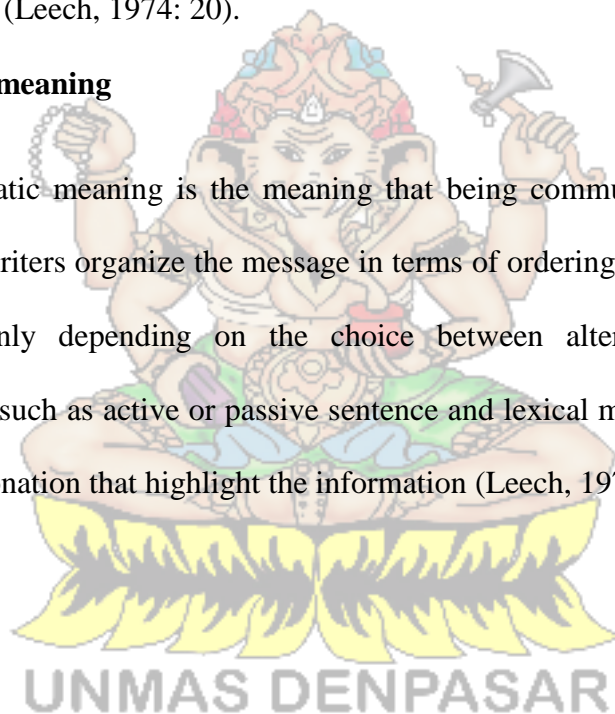 (Leech, 1974: 20).
meaning
atic meaning is the meaning that being commu
riters organize the message in terms of ordering
nly depending on the choice between alter
such as active or passive sentence and lexical m
onation that highlight the information (Leech, 197
UNMAS DENPASAR